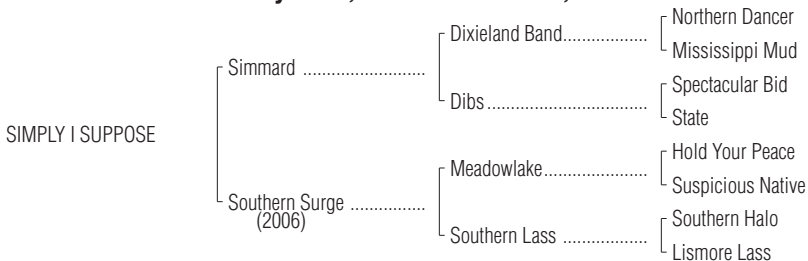 Northern Dancer
Dixieland Band
Mississippi Mud
Simmard
Spectacular Bid
Dibs
State
SIMPLY I SUPPOSE
Hold Your Peace
Meadowlake
Suspicious Native
Southern Surge
(2006)
Southern Halo
Southern Lass
Lismore Lass